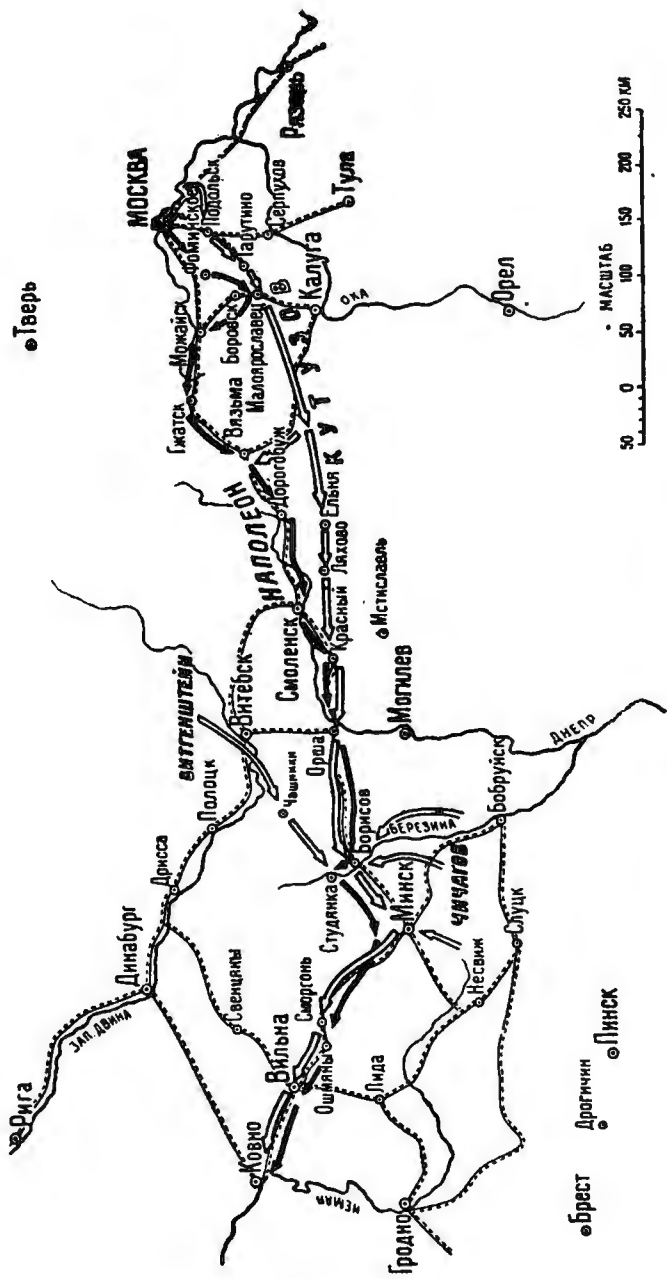 Рига
ЗАП. ДВИНА
Динабург
Дрисса
Полоцк
ВИТГЕНШТЕЙН
Витебск
НАПОЛЕОН
Гжатск
Можайск
Тверь
МОСКВА
Фоминское
Подольск
Рязань
Ковно
Вильна
Свенцяны
Сморгонь
Ошмяны
Студянка
Чашники
Орша
Смоленск
Дорогобуж
Вязьма
Боровск
Малоярославец
Тарутино
Серпухов
Тула
НЕМАН
Лида
Минск
Борисов
БЕРЕЗИНА
Красный
Ляхово
Ельня
КУТУЗОВ
Калуга
ОКА
Гродно
Несвиж
ЧИЧАГОВ
Могилев
Мстиславль
Слуцк
Бобруйск
ДНЕПР
Орел
Брест
Дрогичин
Пинск
МАСШТАБ
50 0 50 100 150 200 250 КМ